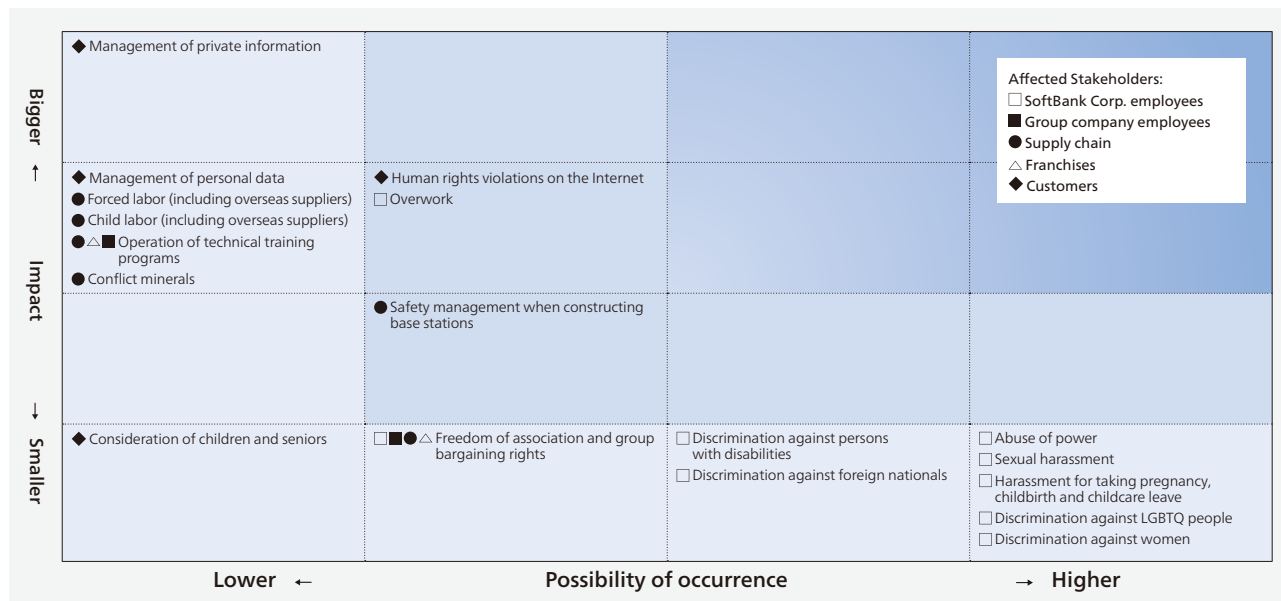 ◆ Management of private information
Affected Stakeholders:
□ SoftBank Corp. employees
■ Group company employees
● Supply chain
△ Franchises
◆ Customers
◆ Management of personal data
● Forced labor (including overseas suppliers)
● Child labor (including overseas suppliers)
●△■ Operation of technical training
programs
● Conflict minerals
◆ Human rights violations on the Internet
□ Overwork
● Safety management when constructing
base stations
◆ Consideration of children and seniors
□■●△ Freedom of association and group
bargaining rights
□ Discrimination against persons
with disabilities
□ Discrimination against foreign nationals
□ Abuse of power
□ Sexual harassment
□ Harassment for taking pregnancy,
childbirth and childcare leave
□ Discrimination against LGBTQ people
□ Discrimination against women
Bigger ←
Impact
→ Smaller
Lower ←
Possibility of occurrence
→ Higher